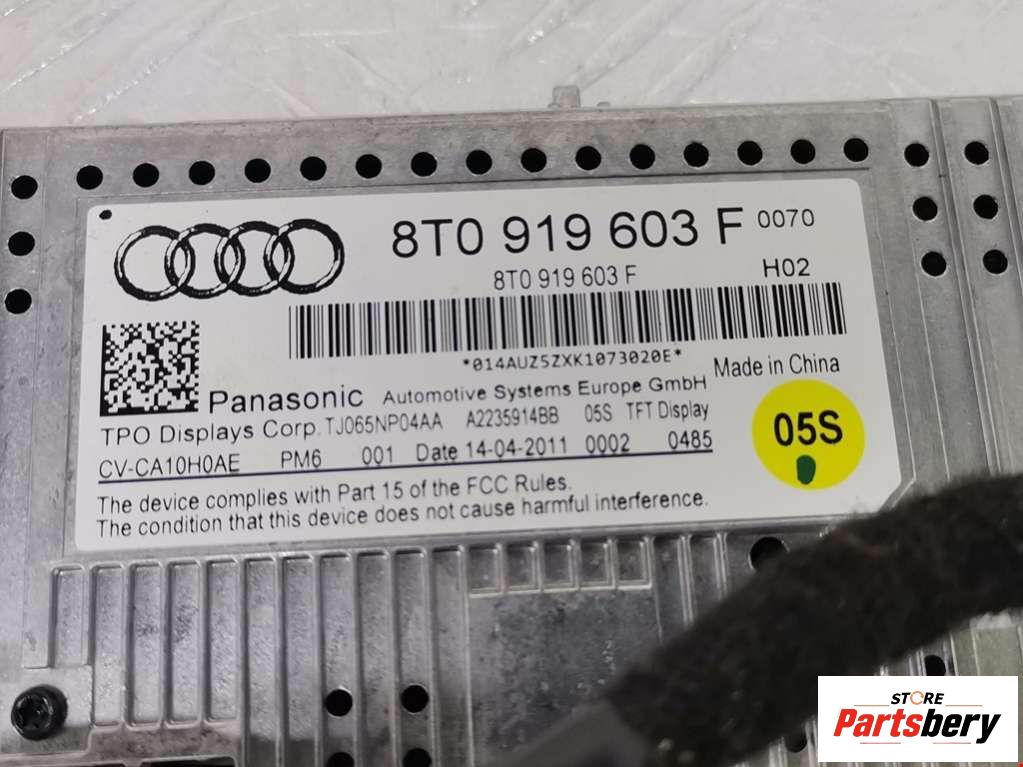 8T0 919 603 F 0070
8T0 919 603 F H02
*014AUZ5ZXK1073020E*
Made in China
Panasonic Automotive Systems Europe GmbH
TPO Displays Corp. TJ065NP04AA A2235914BB 05S TFT Display
CV-CA10H0AE PM6 001 Date 14-04-2011 0002 0485
05S
The device complies with Part 15 of the FCC Rules.
The condition that this device does not cause harmful interference.
STORE
Partsbery